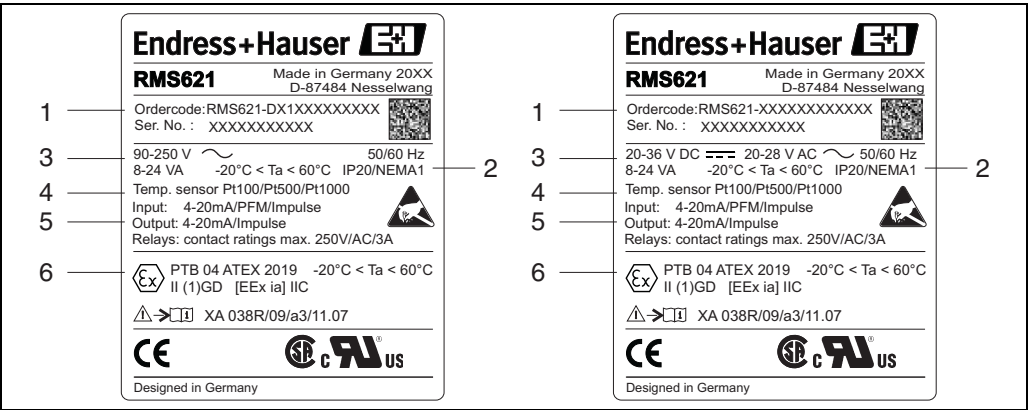 Endress+Hauser
RMS621 Made in Germany 20XX
D-87484 Nesselwang
1 Ordercode:RMS621-DX1XXXXXXXXX
Ser. No. : XXXXXXXXXXX
3 90-250 V 50/60 Hz
8-24 VA -20°C < Ta < 60°C IP20/NEMA1 2
4 Temp. sensor Pt100/Pt500/Pt1000
Input: 4-20mA/PFM/Impulse
5 Output: 4-20mA/Impulse
Relays: contact ratings max. 250V/AC/3A
6 Ex PTB 04 ATEX 2019 -20°C < Ta < 60°C
II (1)GD [EEx ia] IIC
XA 038R/09/a3/11.07
CE SA C RU ® US
Designed in Germany
Endress+Hauser
RMS621 Made in Germany 20XX
D-87484 Nesselwang
1 Ordercode:RMS621-XXXXXXXXXXXX
Ser. No. : XXXXXXXXXXX
3 20-36 V DC 20-28 V AC 50/60 Hz
8-24 VA -20°C < Ta < 60°C IP20/NEMA1 2
4 Temp. sensor Pt100/Pt500/Pt1000
Input: 4-20mA/PFM/Impulse
5 Output: 4-20mA/Impulse
Relays: contact ratings max. 250V/AC/3A
6 Ex PTB 04 ATEX 2019 -20°C < Ta < 60°C
II (1)GD [EEx ia] IIC
XA 038R/09/a3/11.07
CE SA C RU ® US
Designed in Germany